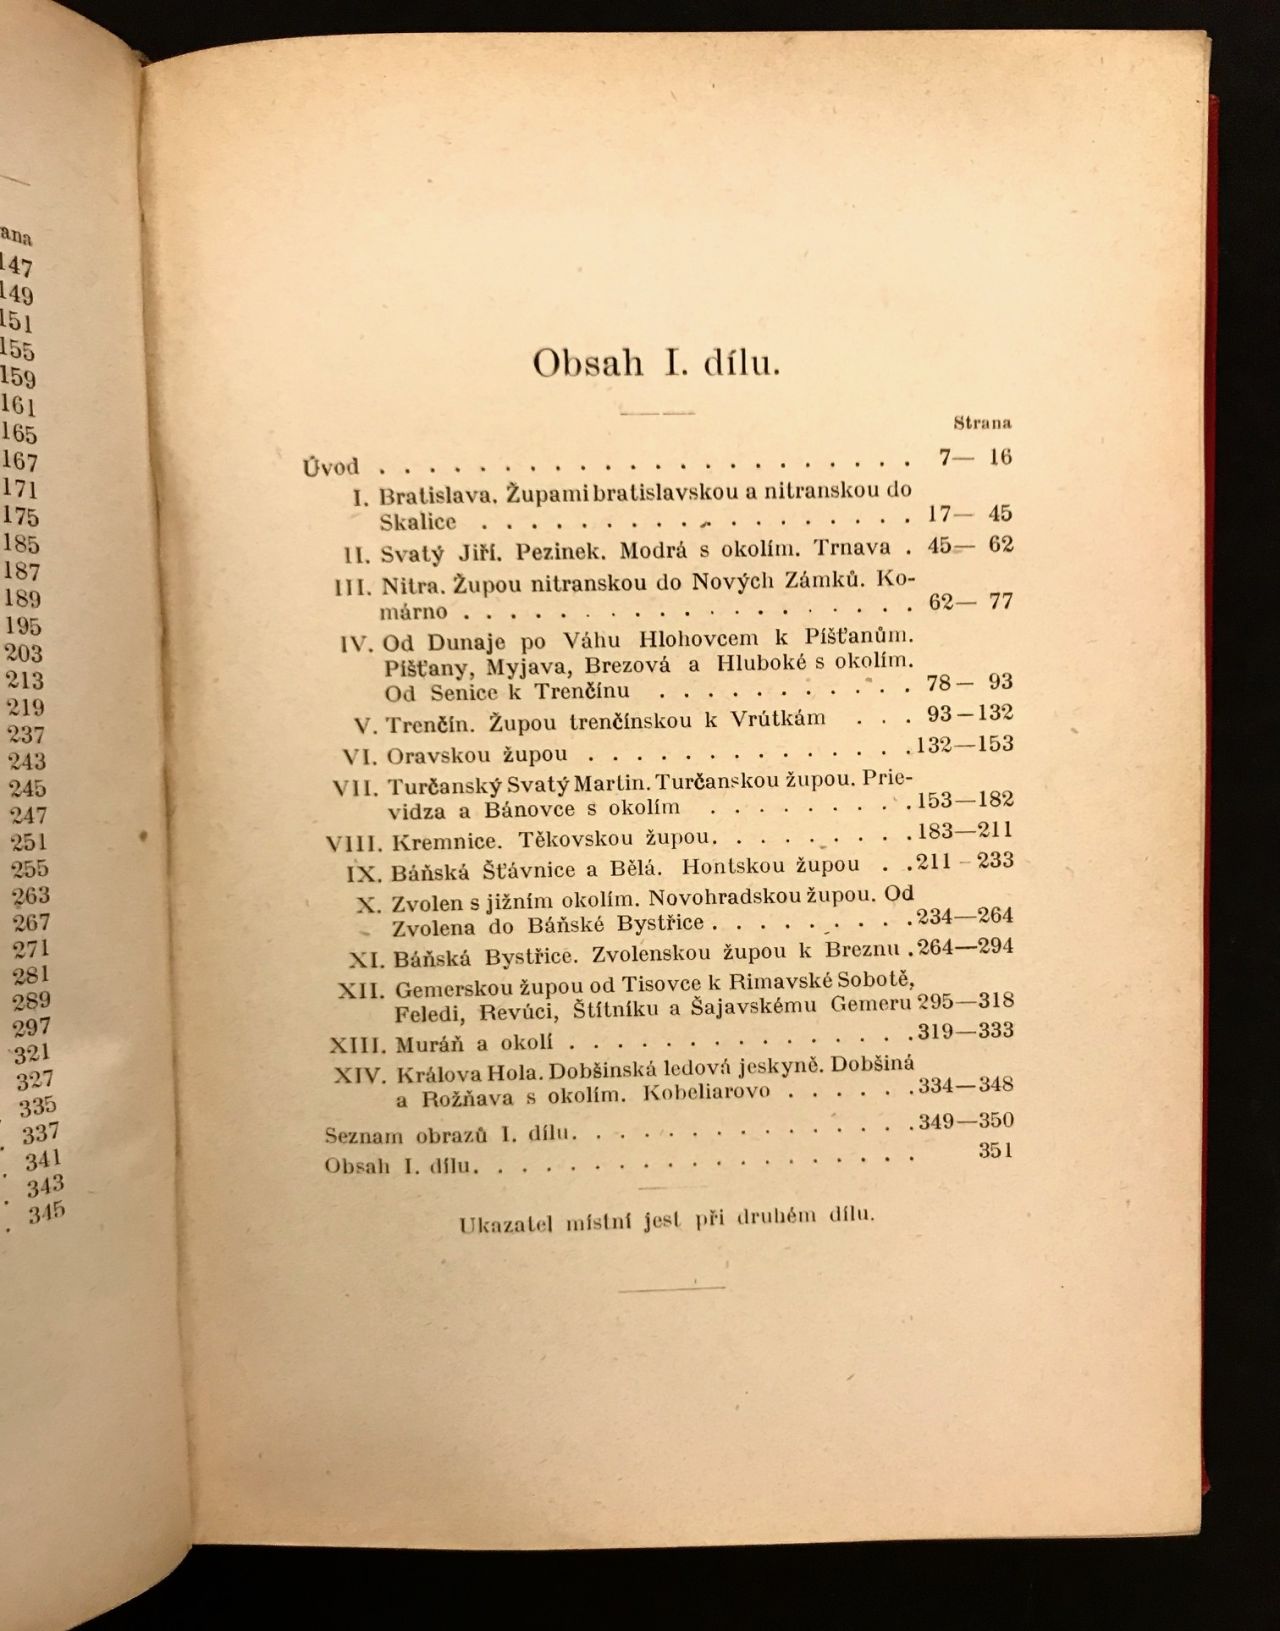 ana
147
149
151
155
159
161
165
167
171
175
185
187
189
195
203
213
219
237
243
245
247
251
255
263
267
271
281
289
297
321
327
335
337
341
343
345
Obsah I. dílu.
Strana
Úvod . . . . . . . . . . . . . . . . . . . . . . 7— 16
I. Bratislava. Župami bratislavskou a nitranskou do
Skalice . . . . . . . . . . . . . . . . . . 17— 45
II. Svatý Jiří. Pezinek. Modrá s okolím. Trnava . 45— 62
III. Nitra. Župou nitranskou do Nových Zámků. Ko-
márno . . . . . . . . . . . . . . . . . . . 62— 77
IV. Od Dunaje po Váhu Hlohovcem k Píšťanům.
Píšťany, Myjava, Brezová a Hluboké s okolím.
Od Senice k Trenčínu . . . . . . . . . . . 78— 93
V. Trenčín. Župou trenčínskou k Vrútkám . . . 93—132
VI. Oravskou župou . . . . . . . . . . . . . . 132—153
VII. Turčanský Svatý Martin. Turčanskou župou. Prie-
vidza a Bánovce s okolím . . . . . . . . . 153—182
VIII. Kremnice. Těkovskou župou. . . . . . . . . 183—211
IX. Báňská Šťávnice a Bělá. Hontskou župou . . 211—233
X. Zvolen s jižním okolím. Novohradskou župou. Od
Zvolena do Báňské Bystřice . . . . . . . . . 234—264
XI. Báňská Bystřice. Zvolenskou župou k Breznu . 264—294
XII. Gemerskou župou od Tisovce k Rimavské Sobotě,
Feledi, Revúci, Štítníku a Šajavskému Gemeru 295—318
XIII. Muráň a okolí . . . . . . . . . . . . . . . 319—333
XIV. Králova Hola. Dobšinská ledová jeskyně. Dobšiná
a Rožňava s okolím. Kobeliarovo . . . . . . 334—348
Seznam obrazů I. dílu. . . . . . . . . . . . . . . 349—350
Obsah I. dílu. . . . . . . . . . . . . . . . . . . 351
Ukazatel místní jest při druhém dílu.